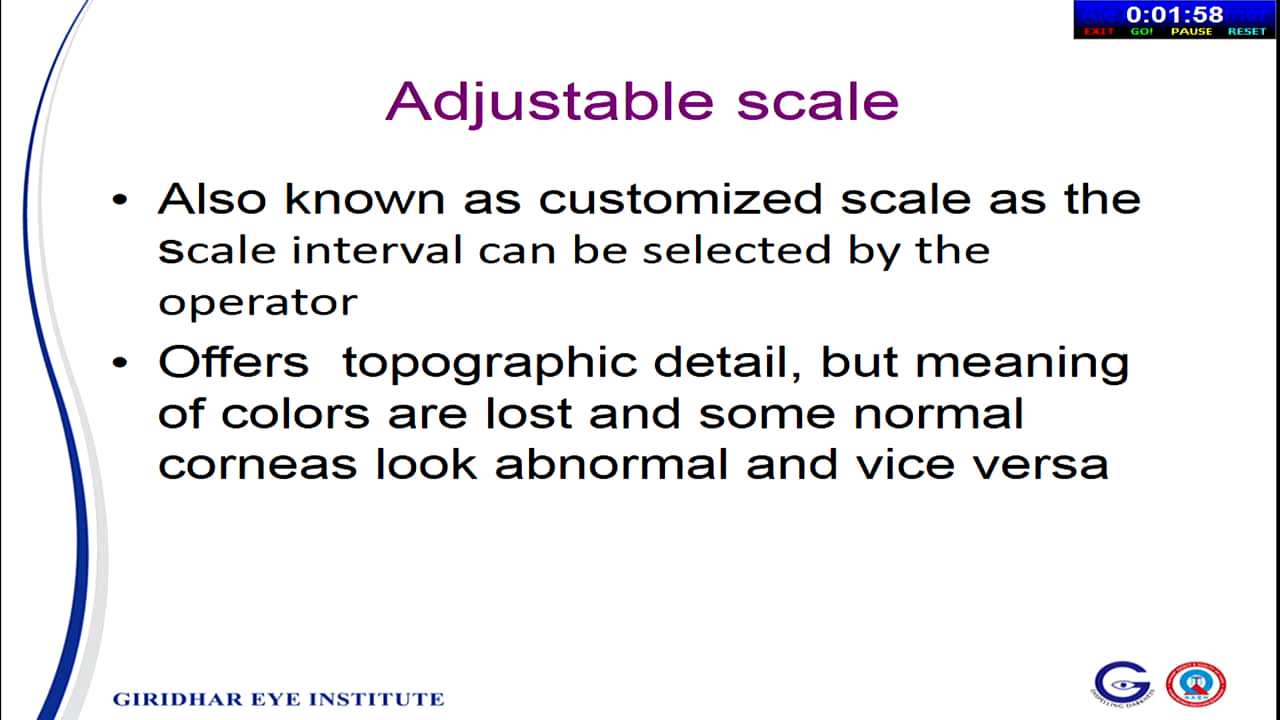 0:01:58
EXIT GO! PAUSE RESET
Adjustable scale
• Also known as customized scale as the
scale interval can be selected by the
operator
• Offers topographic detail, but meaning
of colors are lost and some normal
corneas look abnormal and vice versa
GIRIDHAR EYE INSTITUTE